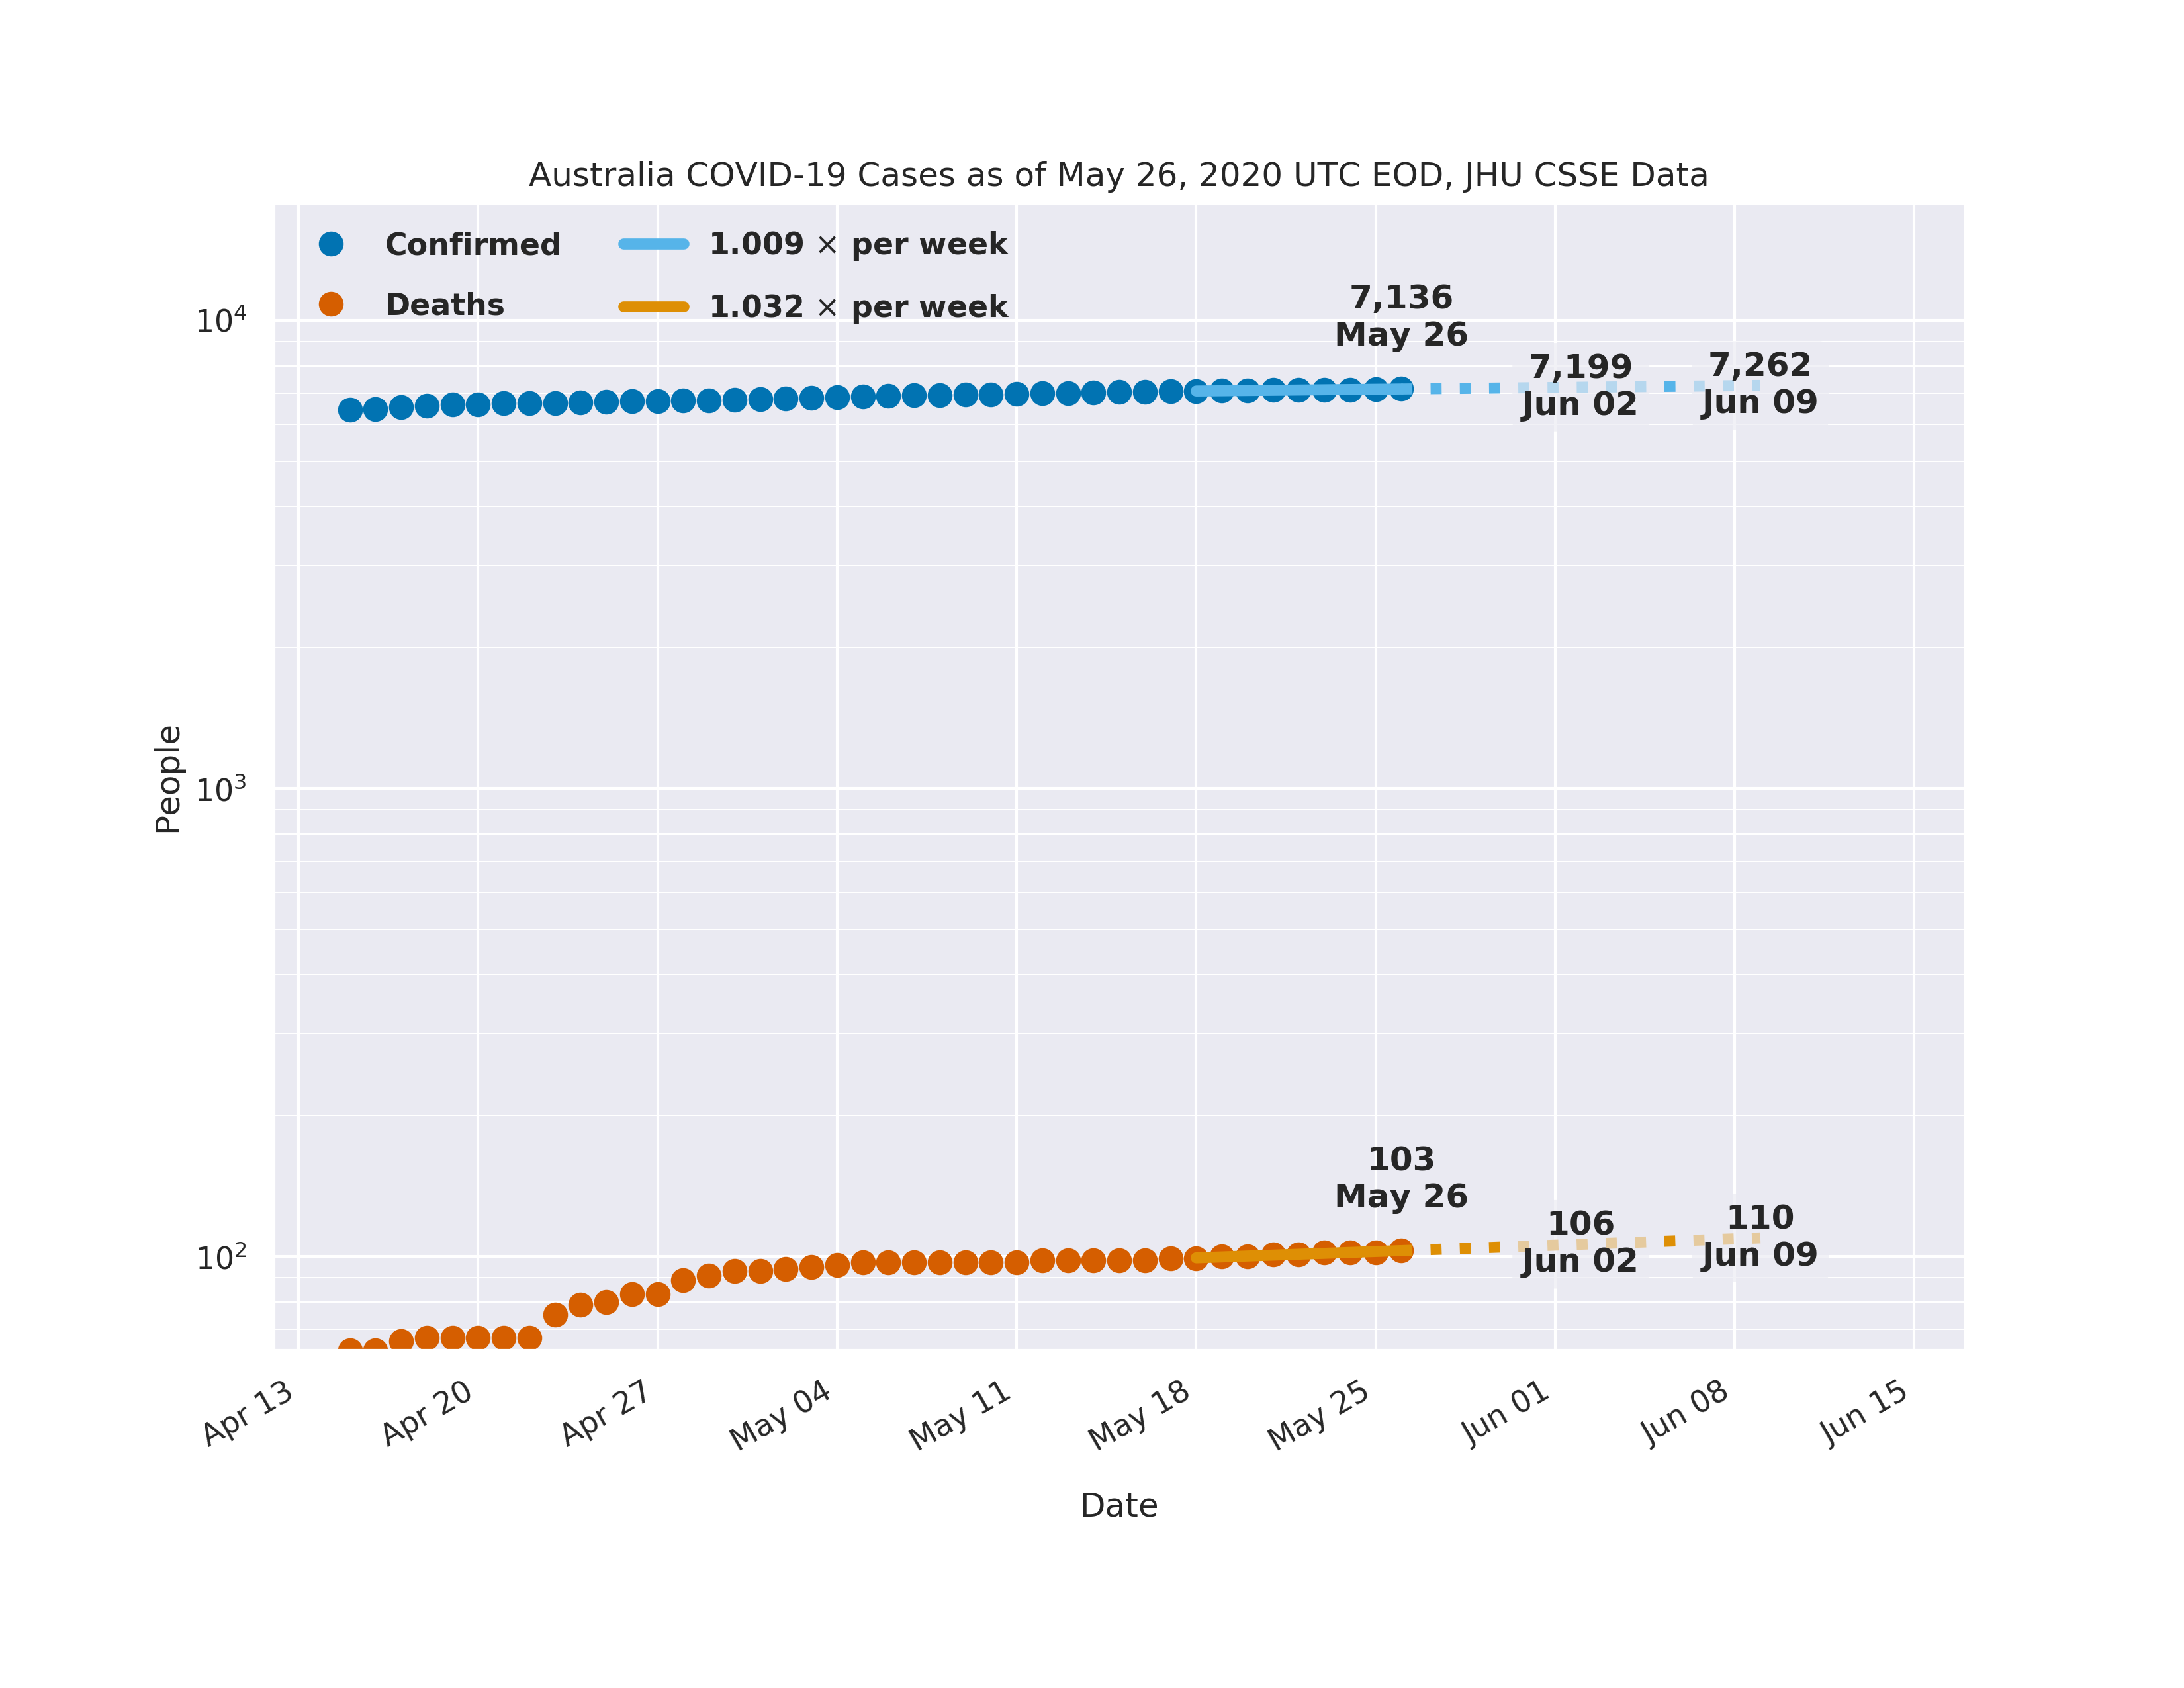 Australia COVID-19 Cases as of May 26, 2020 UTC EOD, JHU CSSE Data
Confirmed
Deaths
1.009 × per week
1.032 × per week
7,136
May 26
7,199
Jun 02
7,262
Jun 09
103
May 26
106
Jun 02
110
Jun 09
People
10⁴
10³
10²
Apr 13
Apr 20
Apr 27
May 04
May 11
May 18
May 25
Jun 01
Jun 08
Jun 15
Date